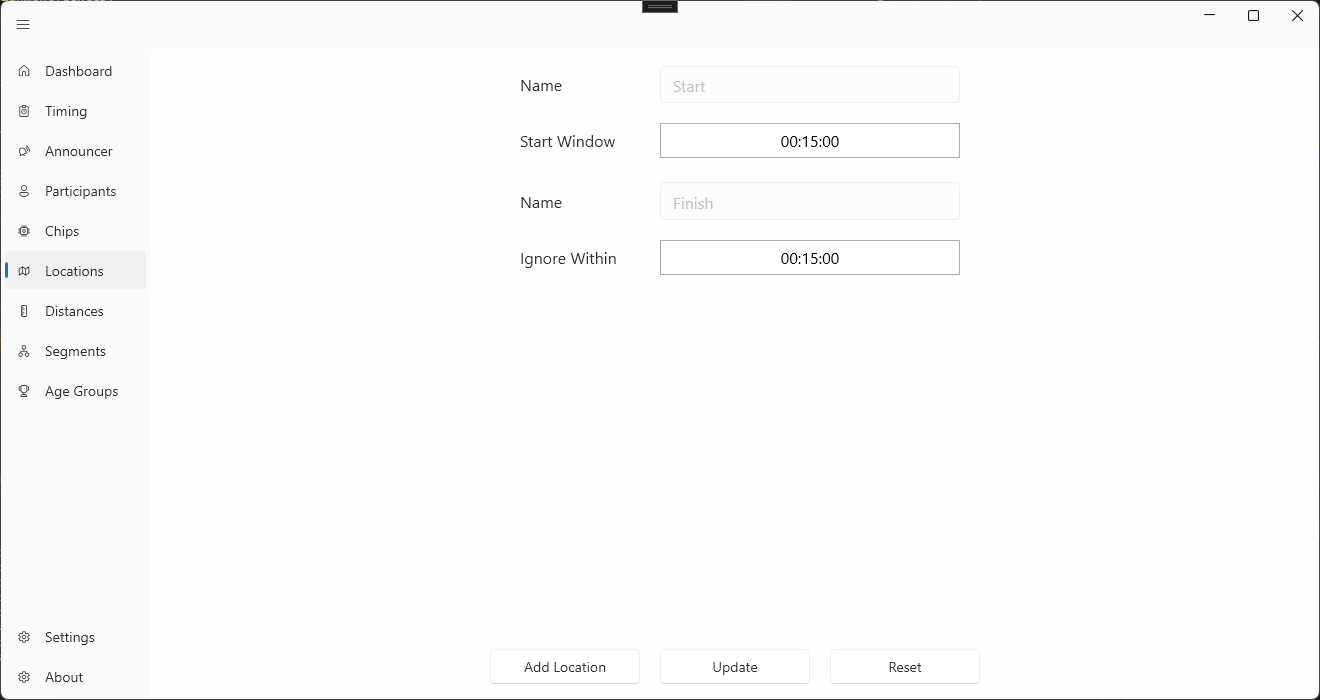 Dashboard
Timing
Announcer
Participants
Chips
Locations
Distances
Segments
Age Groups
Settings
About
Name
Start
Start Window
00:15:00
Name
Finish
Ignore Within
00:15:00
Add Location
Update
Reset